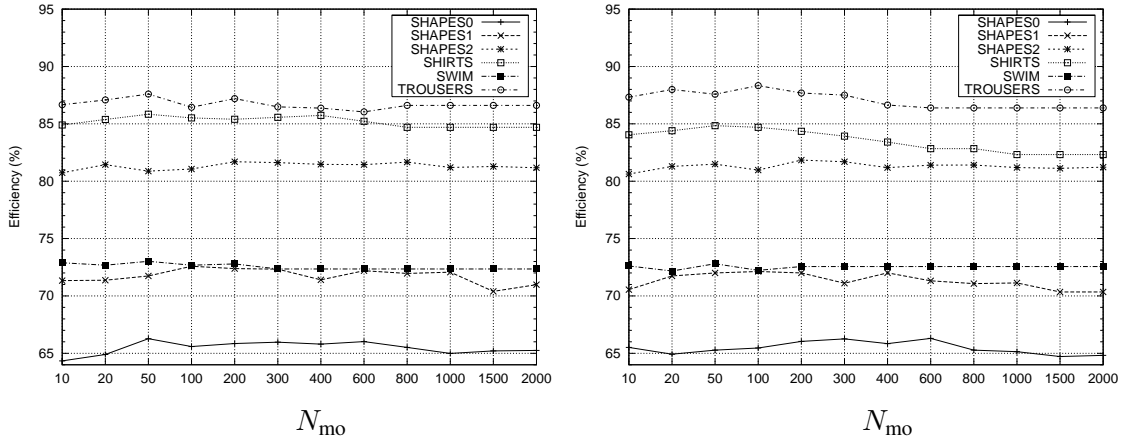 95
90
85
80
75
70
65
Efficiency (%)
SHAPES0
SHAPES1
SHAPES2
SHIRTS
SWIM
TROUSERS
10 20 50 100 200 300 400 600 800 1000 1500 2000
N_mo
95
90
85
80
75
70
65
Efficiency (%)
SHAPES0
SHAPES1
SHAPES2
SHIRTS
SWIM
TROUSERS
10 20 50 100 200 300 400 600 800 1000 1500 2000
N_mo